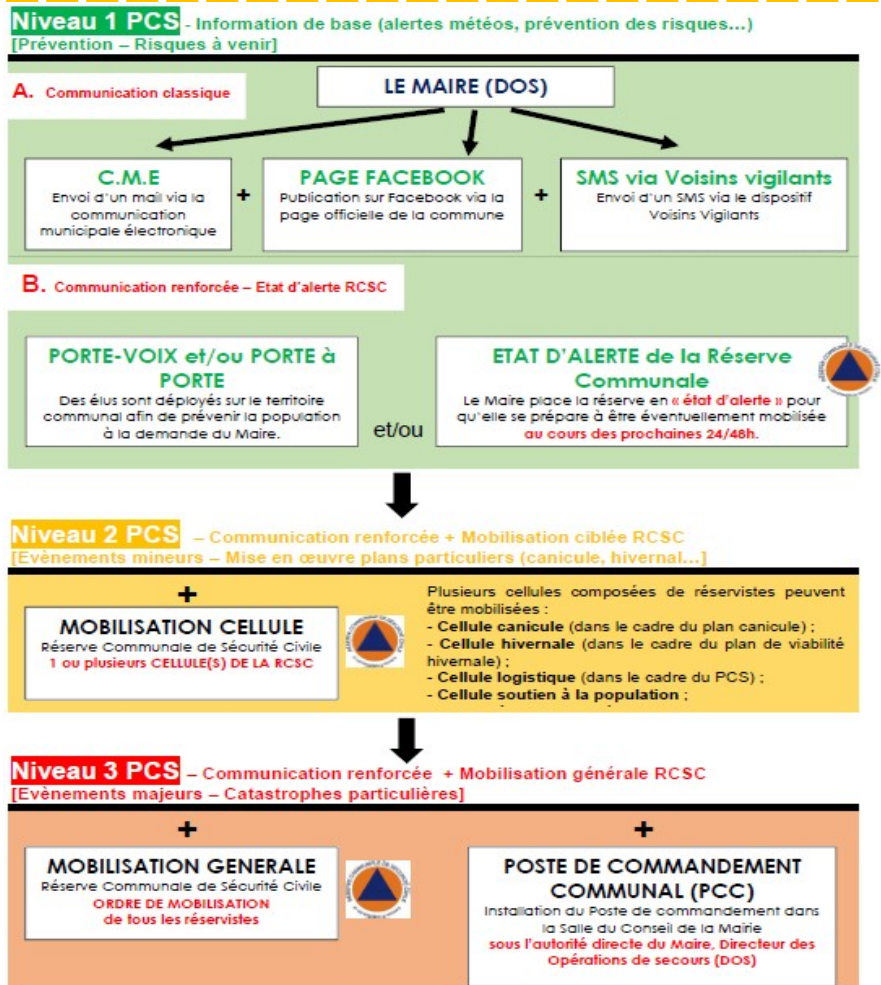 Niveau 1 PCS - Information de base (alertes météos, prévention des risques...)
[Prévention – Risques à venir]
A. Communication classique
LE MAIRE (DOS)
C.M.E
Envoi d'un mail via la
communication
municipale électronique
+
PAGE FACEBOOK
Publication sur Facebook via la
page officielle de la commune
+
SMS via Voisins vigilants
Envoi d'un SMS via le dispositif
Voisins Vigilants
B. Communication renforcée – Etat d'alerte RCSC
PORTE-VOIX et/ou PORTE à
PORTE
Des élus sont déployés sur le territoire
communal afin de prévenir la population
à la demande du Maire.
et/ou
ETAT D'ALERTE de la Réserve
Communale
Le Maire place la réserve en « état d'alerte » pour
qu'elle se prépare à être éventuellement mobilisée
au cours des prochaines 24/48h.
Niveau 2 PCS – Communication renforcée + Mobilisation ciblée RCSC
[Evènements mineurs – Mise en œuvre plans particuliers (canicule, hivernal...]
+
MOBILISATION CELLULE
Réserve Communale de Sécurité Civile
1 ou plusieurs CELLULE(S) DE LA RCSC
Plusieurs cellules composées de réservistes peuvent
être mobilisées :
- Cellule canicule (dans le cadre du plan canicule) ;
- Cellule hivernale (dans le cadre du plan de viabilité
hivernale) ;
- Cellule logistique (dans le cadre du PCS) ;
- Cellule soutien à la population ;
Niveau 3 PCS – Communication renforcée + Mobilisation générale RCSC
[Evènements majeurs – Catastrophes particulières]
+
MOBILISATION GENERALE
Réserve Communale de Sécurité Civile
ORDRE DE MOBILISATION
de tous les réservistes
+
POSTE DE COMMANDEMENT
COMMUNAL (PCC)
Installation du Poste de commandement dans
la Salle du Conseil de la Mairie
sous l'autorité directe du Maire, Directeur des
Opérations de secours (DOS)